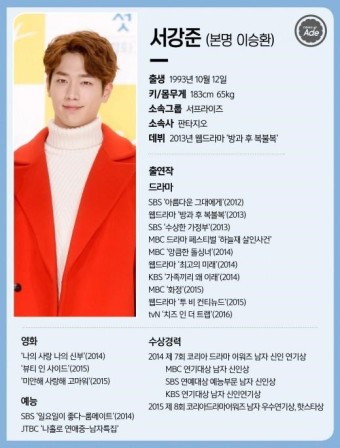 서강준 (본명 이승환)
Ade
출생 1993년 10월 12일
키/몸무게 183cm 65kg
소속그룹 서프라이즈
소속사 판타지오
데뷔 2013년 웹드라마 '방과 후 복불복'
출연작
드라마
SBS '아름다운 그대에게'(2012)
웹드라마 '방과 후 복불복'(2013)
SBS '수상한 가정부'(2013)
MBC 드라마 페스티벌 '하늘재 살인사건'
MBC '앙큼한 돌싱녀'(2014)
웹드라마 '최고의 미래'(2014)
KBS '가족끼리 왜 이래'(2014)
MBC '화정'(2015)
웹드라마 '투 비 컨티뉴드'(2015)
tvN '치즈 인 더 트랩'(2016)
영화
'나의 사랑 나의 신부'(2014)
'뷰티 인 사이드'(2015)
'미안해 사랑해 고마워'(2015)
예능
SBS '일요일이 좋다-룸메이트'(2014)
JTBC '나홀로 연애중-남자특집'
수상경력
2014 제 7회 코리아 드라마 어워즈 남자 신인 연기상
MBC 연기대상 남자 신인상
SBS 연예대상 예능부문 남자 신인상
KBS 연기대상 남자 신인상
2015 제 8회 코리아드라마어워즈 남자 우수연기상, 핫스타상